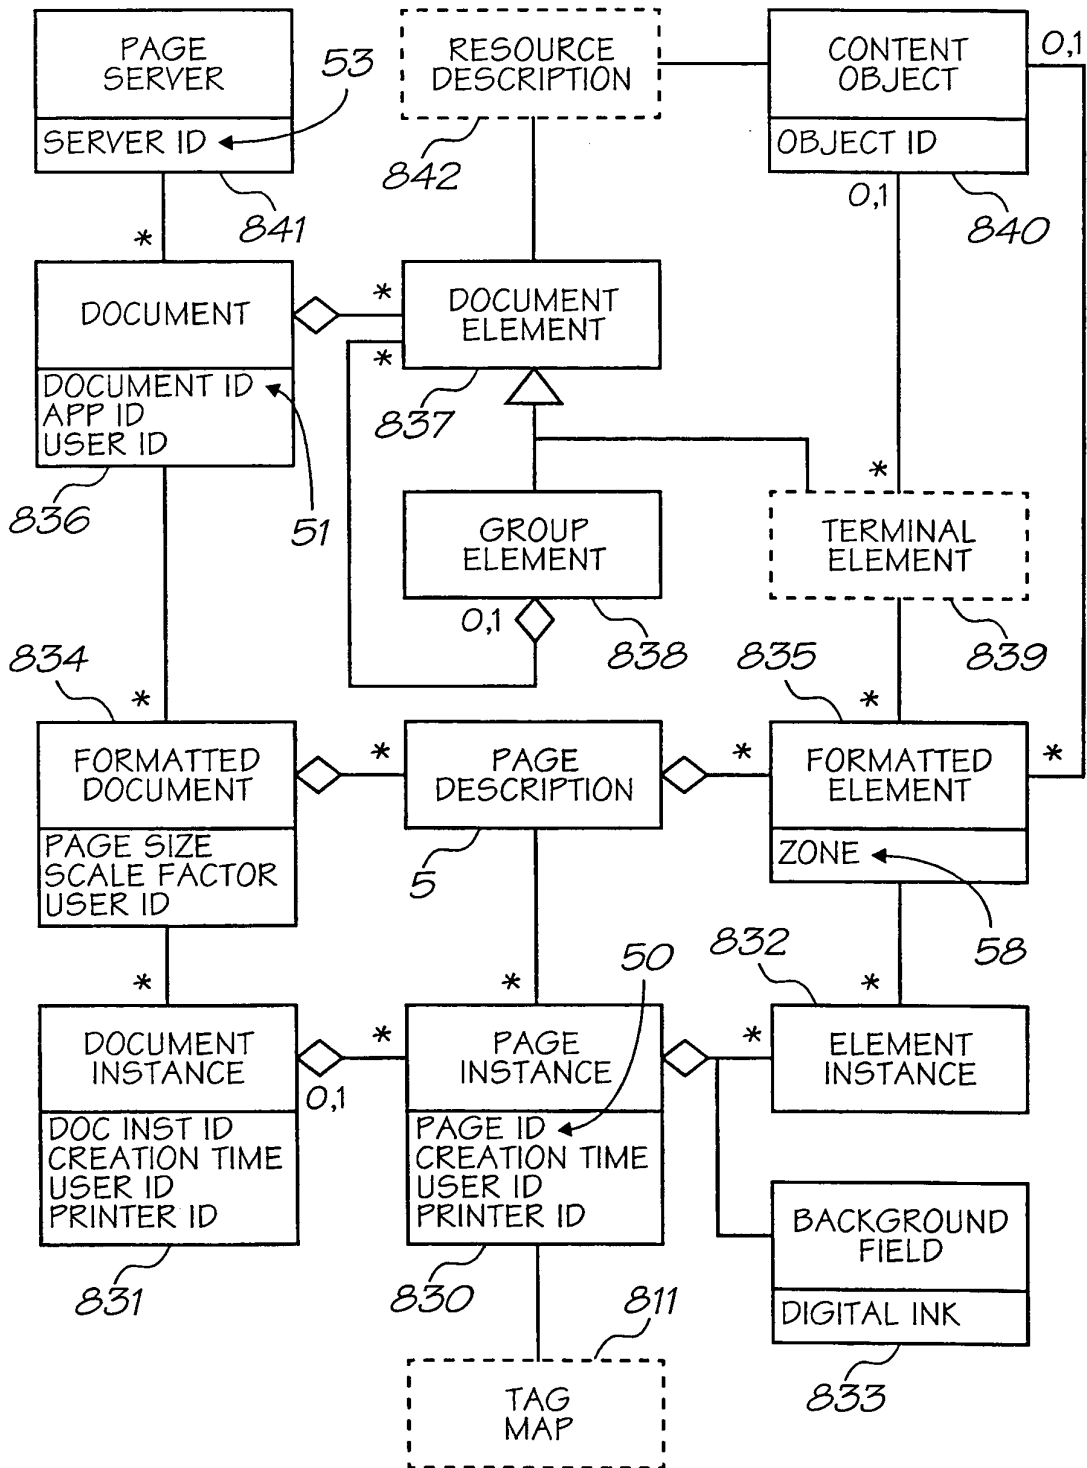 PAGE
SERVER
SERVER ID
53
841
*
RESOURCE
DESCRIPTION
842
CONTENT
OBJECT
OBJECT ID
0,1
0,1
840
DOCUMENT
DOCUMENT ID
APP ID
USER ID
836
51
*
*
DOCUMENT
ELEMENT
837
GROUP
ELEMENT
0,1
838
*
TERMINAL
ELEMENT
839
834
*
FORMATTED
DOCUMENT
PAGE SIZE
SCALE FACTOR
USER ID
*
PAGE
DESCRIPTION
5
*
835
*
*
FORMATTED
ELEMENT
ZONE
58
*
DOCUMENT
INSTANCE
DOC INST ID
CREATION TIME
USER ID
PRINTER ID
831
0,1
*
*
50
PAGE
INSTANCE
PAGE ID
CREATION TIME
USER ID
PRINTER ID
830
832
*
*
ELEMENT
INSTANCE
BACKGROUND
FIELD
DIGITAL INK
833
811
TAG
MAP